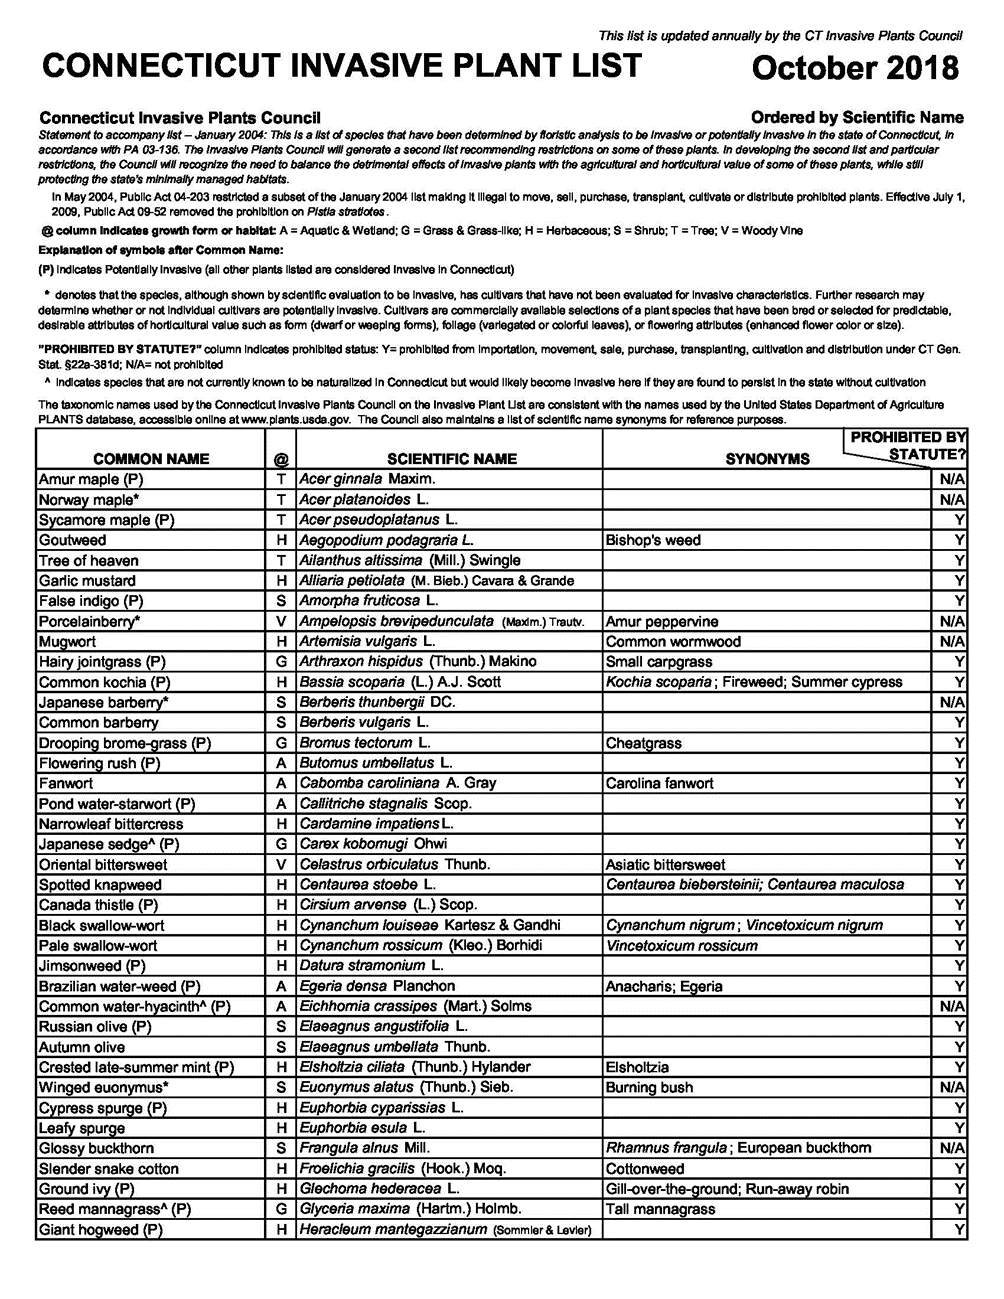 This list is updated annually by the CT Invasive Plants Council
CONNECTICUT INVASIVE PLANT LIST October 2018
Connecticut Invasive Plants Council Ordered by Scientific Name
Statement to accompany list – January 2004: This is a list of species that have been determined by floristic analysis to be invasive or potentially invasive in the state of Connecticut, in
accordance with PA 03-136. The Invasive Plants Council will generate a second list recommending restrictions on some of these plants. In developing the second list and particular
restrictions, the Council will recognize the need to balance the detrimental effects of invasive plants with the agricultural and horticultural value of some of these plants, while still
protecting the state's minimally managed habitats.
In May 2004, Public Act 04-203 restricted a subset of the January 2004 list making it illegal to move, sell, purchase, transplant, cultivate or distribute prohibited plants. Effective July 1,
2009, Public Act 09-52 removed the prohibition on Pistia stratiotes.
@ column indicates growth form or habitat: A = Aquatic & Wetland; G = Grass & Grass-like; H = Herbaceous; S = Shrub; T = Tree; V = Woody Vine
Explanation of symbols after Common Name:
(P) indicates Potentially Invasive (all other plants listed are considered Invasive in Connecticut)
* denotes that the species, although shown by scientific evaluation to be invasive, has cultivars that have not been evaluated for invasive characteristics. Further research may
determine whether or not individual cultivars are potentially invasive. Cultivars are commercially available selections of a plant species that have been bred or selected for predictable,
desirable attributes of horticultural value such as form (dwarf or weeping forms), foliage (variegated or colorful leaves), or flowering attributes (enhanced flower color or size).
"PROHIBITED BY STATUTE?" column indicates prohibited status: Y= prohibited from importation, movement, sale, purchase, transplanting, cultivation and distribution under CT Gen.
Stat. §22a-381d; N/A= not prohibited
^ indicates species that are not currently known to be naturalized in Connecticut but would likely become invasive here if they are found to persist in the state without cultivation
The taxonomic names used by the Connecticut Invasive Plants Council on the Invasive Plant List are consistent with the names used by the United States Department of Agriculture
PLANTS database, accessible online at www.plants.usda.gov. The Council also maintains a list of scientific name synonyms for reference purposes.
COMMON NAME @ SCIENTIFIC NAME SYNONYMS PROHIBITED BY STATUTE?
Amur maple (P) T Acer ginnala Maxim. N/A
Norway maple* T Acer platanoides L. N/A
Sycamore maple (P) T Acer pseudoplatanus L. Y
Goutweed H Aegopodium podagraria L. Bishop's weed Y
Tree of heaven T Ailanthus altissima (Mill.) Swingle Y
Garlic mustard H Alliaria petiolata (M. Bieb.) Cavara & Grande Y
False indigo (P) S Amorpha fruticosa L. Y
Porcelainberry* V Ampelopsis brevipedunculata (Maxim.) Trautv. Amur peppervine N/A
Mugwort H Artemisia vulgaris L. Common wormwood N/A
Hairy jointgrass (P) G Arthraxon hispidus (Thunb.) Makino Small carpgrass Y
Common kochia (P) H Bassia scoparia (L.) A.J. Scott Kochia scoparia; Fireweed; Summer cypress Y
Japanese barberry* S Berberis thunbergii DC. N/A
Common barberry S Berberis vulgaris L. Y
Drooping brome-grass (P) G Bromus tectorum L. Cheatgrass Y
Flowering rush (P) A Butomus umbellatus L. Y
Fanwort A Cabomba caroliniana A. Gray Carolina fanwort Y
Pond water-starwort (P) A Callitriche stagnalis Scop. Y
Narrowleaf bittercress H Cardamine impatiens L. Y
Japanese sedge^ (P) G Carex kobomugi Ohwi Y
Oriental bittersweet V Celastrus orbiculatus Thunb. Asiatic bittersweet Y
Spotted knapweed H Centaurea stoebe L. Centaurea biebersteinii; Centaurea maculosa Y
Canada thistle (P) H Cirsium arvense (L.) Scop. Y
Black swallow-wort H Cynanchum louiseae Kartesz & Gandhi Cynanchum nigrum; Vincetoxicum nigrum Y
Pale swallow-wort H Cynanchum rossicum (Kleo.) Borhidi Vincetoxicum rossicum Y
Jimsonweed (P) H Datura stramonium L. Y
Brazilian water-weed (P) A Egeria densa Planchon Anacharis; Egeria Y
Common water-hyacinth^ (P) A Eichhornia crassipes (Mart.) Solms N/A
Russian olive (P) S Elaeagnus angustifolia L. Y
Autumn olive S Elaeagnus umbellata Thunb. Y
Crested late-summer mint (P) H Elsholtzia ciliata (Thunb.) Hylander Elsholtzia Y
Winged euonymus* S Euonymus alatus (Thunb.) Sieb. Burning bush N/A
Cypress spurge (P) H Euphorbia cyparissias L. Y
Leafy spurge H Euphorbia esula L. Y
Glossy buckthorn S Frangula alnus Mill. Rhamnus frangula; European buckthorn N/A
Slender snake cotton H Froelichia gracilis (Hook.) Moq. Cottonweed Y
Ground ivy (P) H Glechoma hederacea L. Gill-over-the-ground; Run-away robin Y
Reed mannagrass^ (P) G Glyceria maxima (Hartm.) Holmb. Tall mannagrass Y
Giant hogweed (P) H Heracleum mantegazzianum (Sommier & Levier) Y